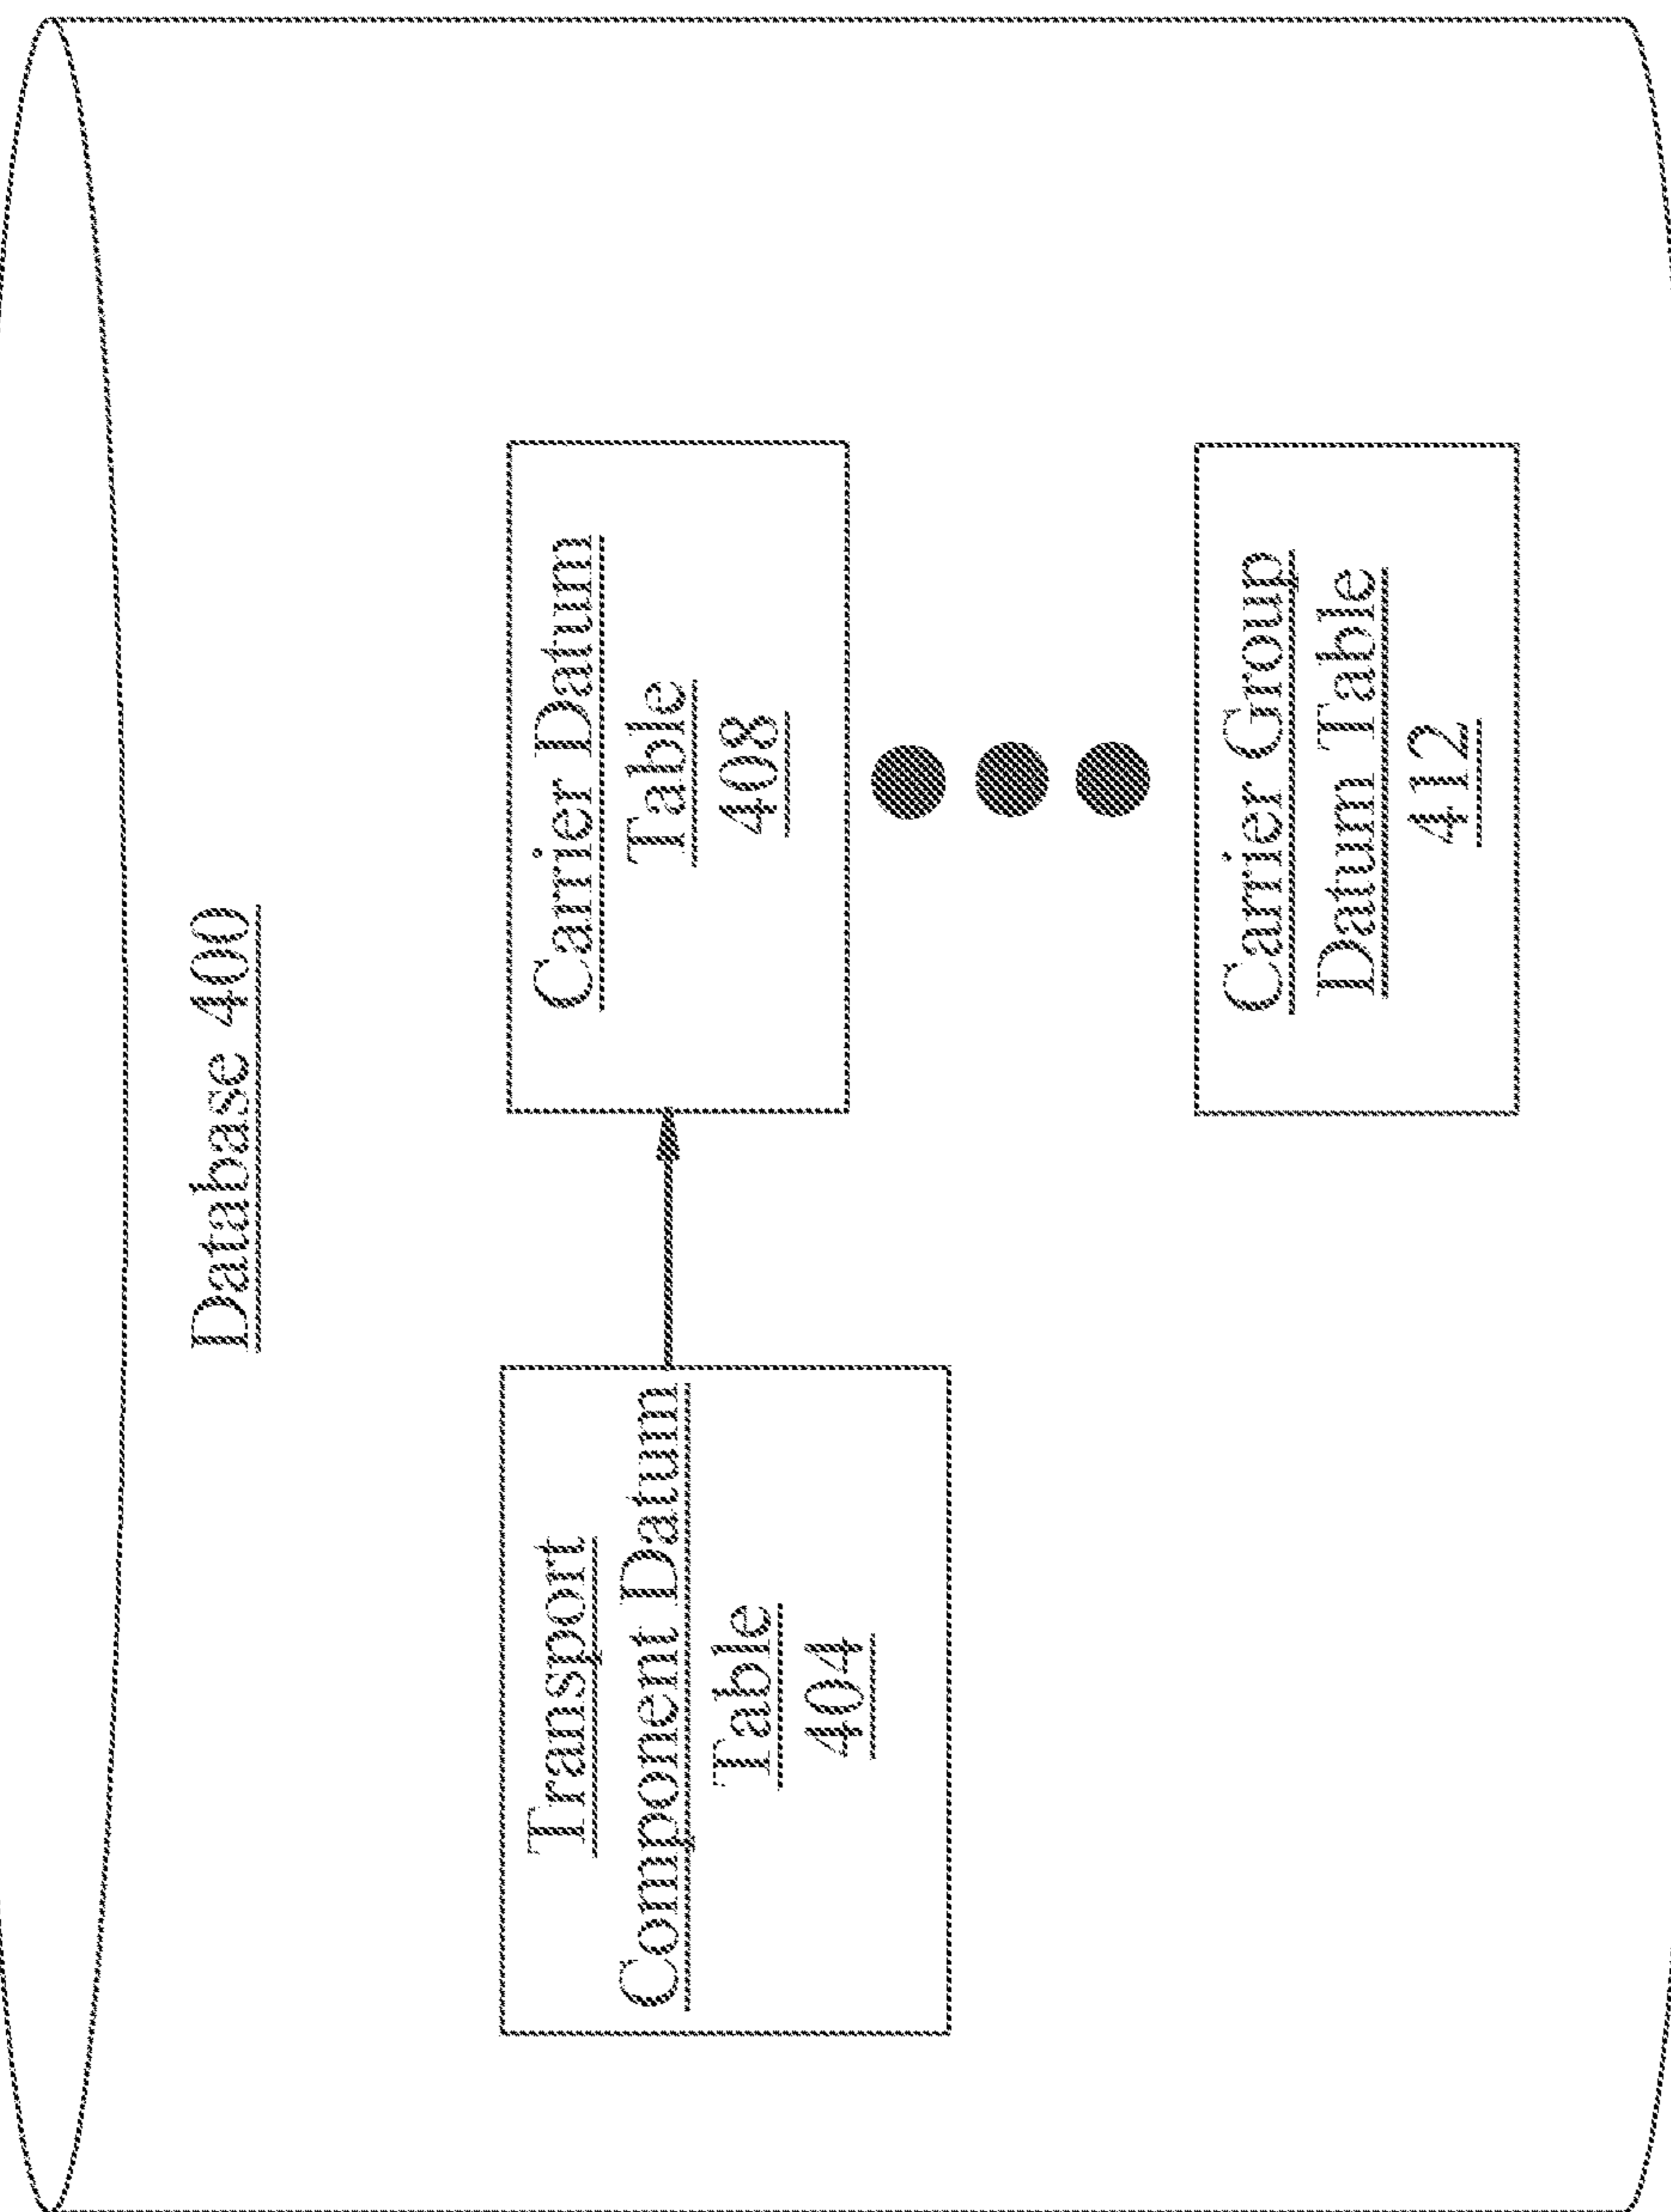 Database 400
Transport
Component Datum
Table
404
Carrier Datum
Table
408
Carrier Group
Datum Table
412